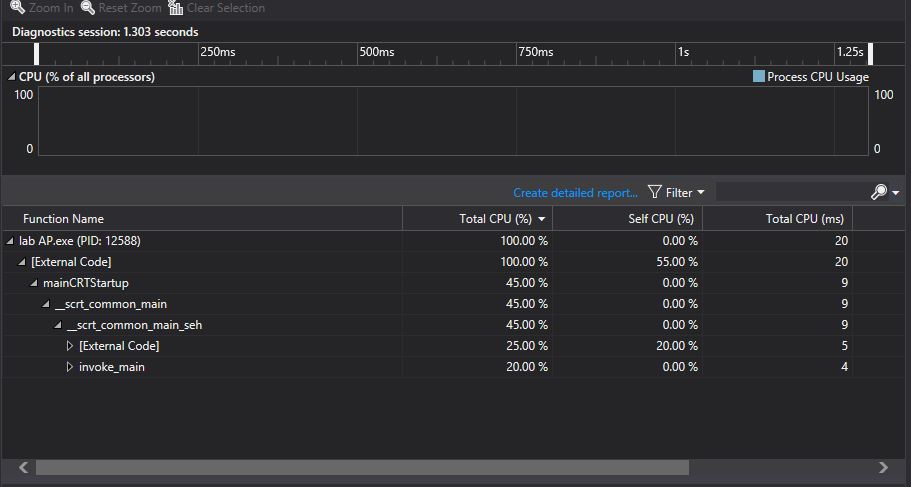 Zoom In Reset Zoom Clear Selection
Diagnostics session: 1.303 seconds
250ms 500ms 750ms 1s 1.25s
CPU (% of all processors) Process CPU Usage
100 100
0 0
Create detailed report... Filter
Function Name Total CPU (%) Self CPU (%) Total CPU (ms)
lab AP.exe (PID: 12588) 100.00 % 0.00 % 20
[External Code] 100.00 % 55.00 % 20
mainCRTStartup 45.00 % 0.00 % 9
__scrt_common_main 45.00 % 0.00 % 9
__scrt_common_main_seh 45.00 % 0.00 % 9
[External Code] 25.00 % 20.00 % 5
invoke_main 20.00 % 0.00 % 4